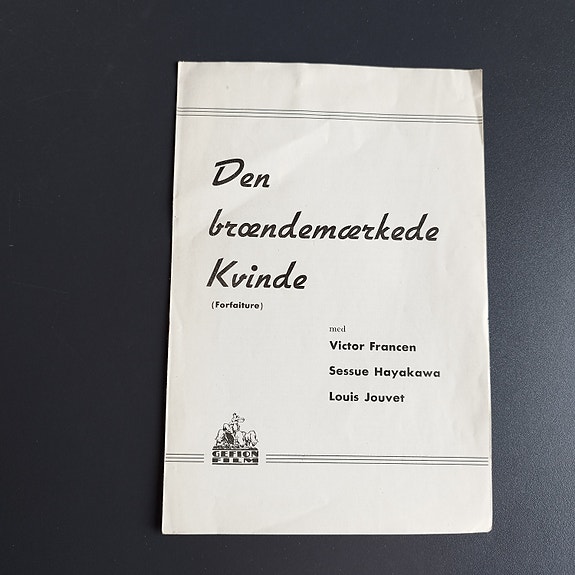 Den
brændemærkede
Kvinde
(Forfaiture)
med
Victor Francen
Sessue Hayakawa
Louis Jouvet
GEFION
FILM